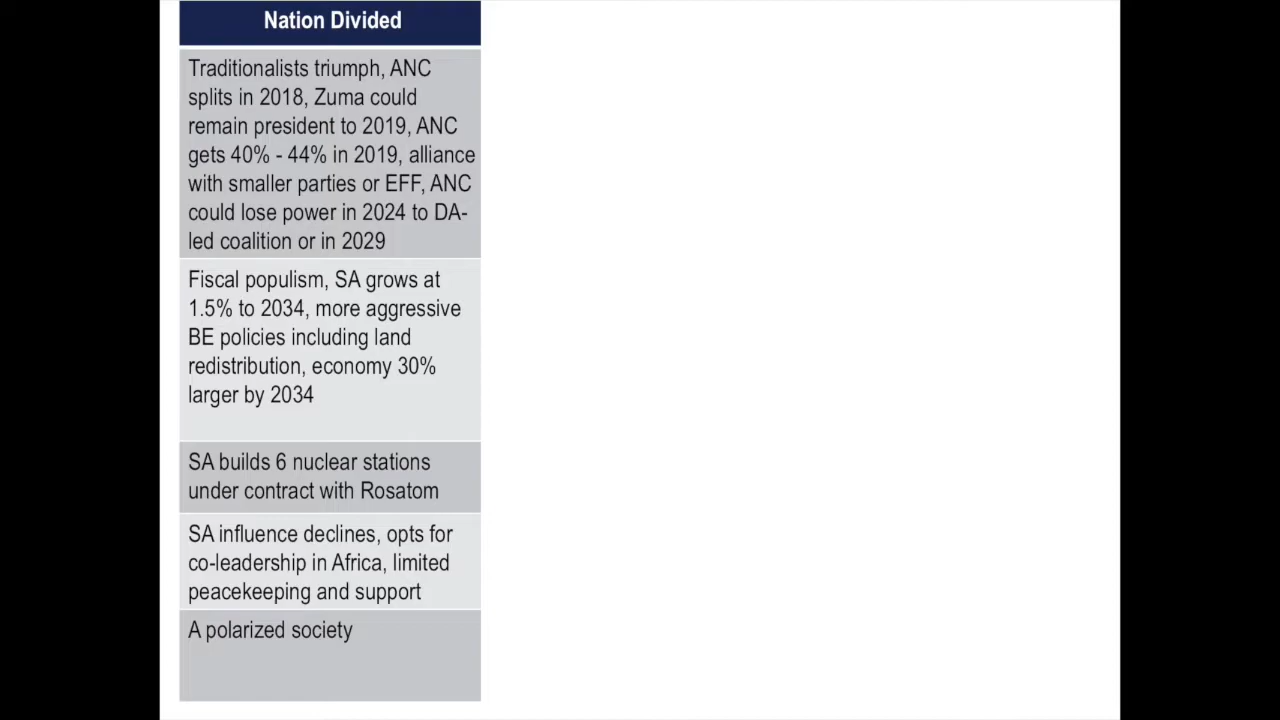 Nation Divided
Traditionalists triumph, ANC
splits in 2018, Zuma could
remain president to 2019, ANC
gets 40% - 44% in 2019, alliance
with smaller parties or EFF, ANC
could lose power in 2024 to DA-
led coalition or in 2029
Fiscal populism, SA grows at
1.5% to 2034, more aggressive
BE policies including land
redistribution, economy 30%
larger by 2034
SA builds 6 nuclear stations
under contract with Rosatom
SA influence declines, opts for
co-leadership in Africa, limited
peacekeeping and support
A polarized society